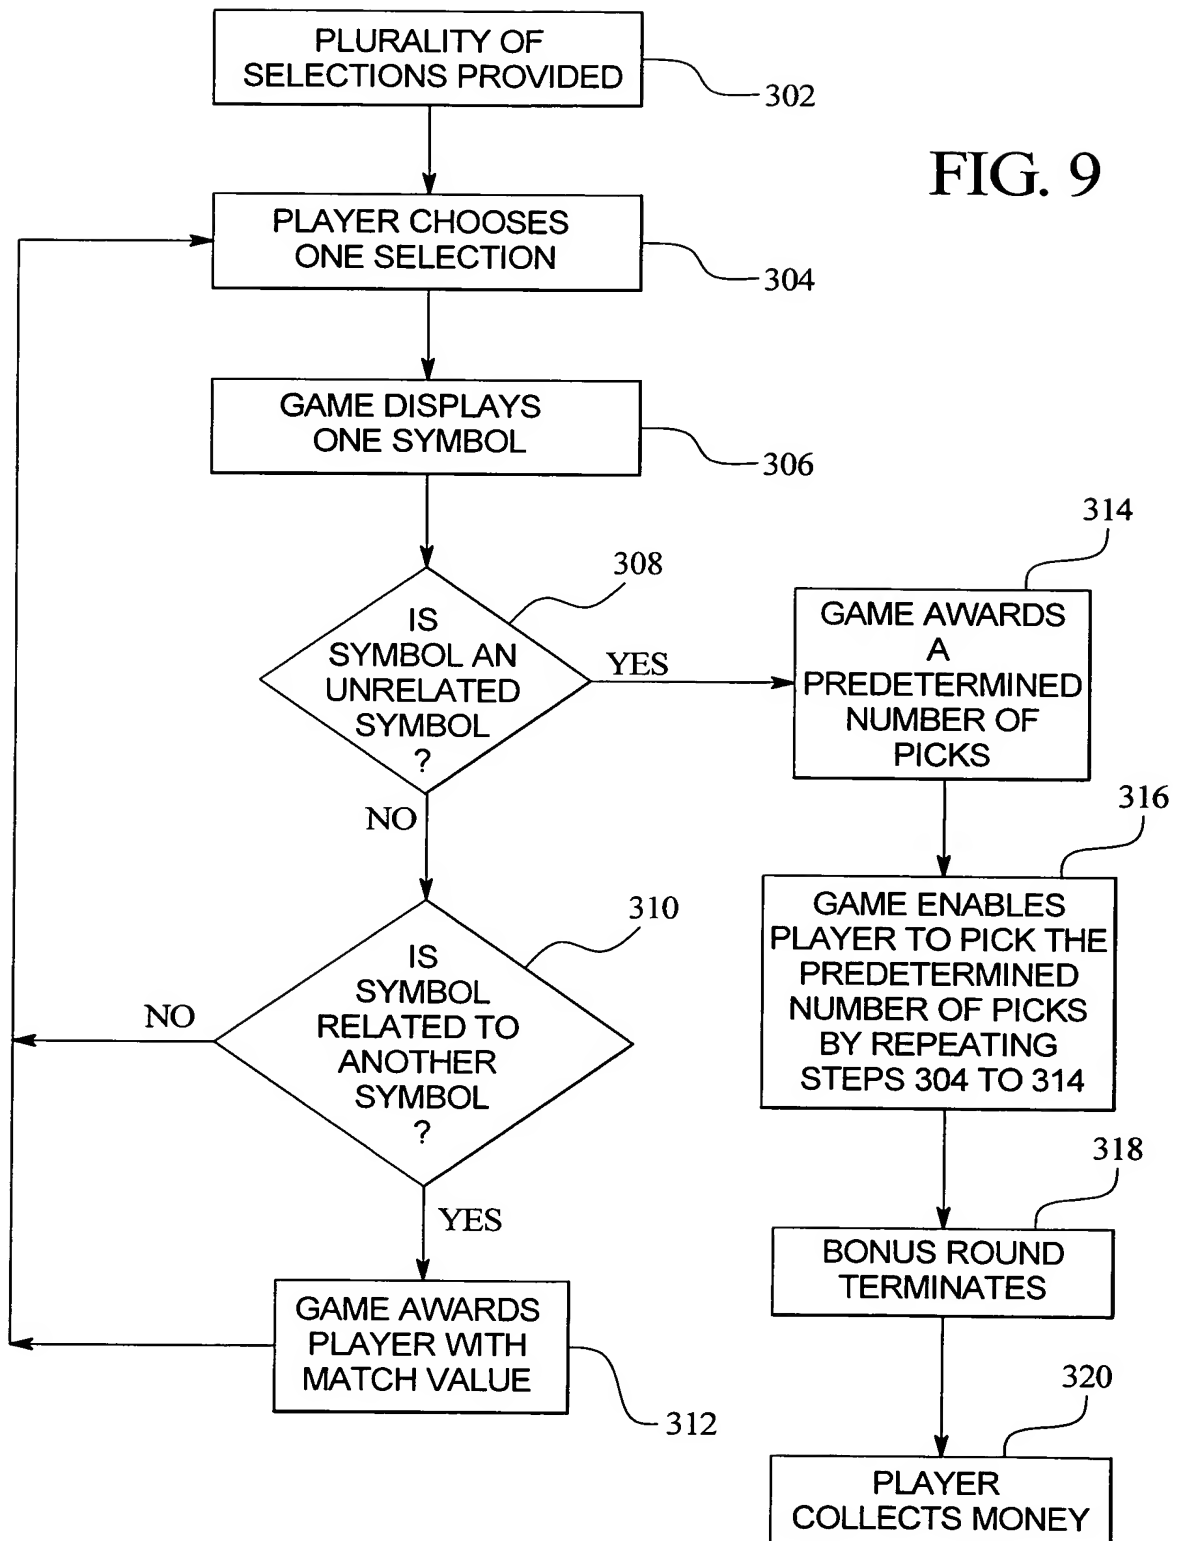 PLURALITY OF
SELECTIONS PROVIDED
302
FIG. 9
PLAYER CHOOSES
ONE SELECTION
304
GAME DISPLAYS
ONE SYMBOL
306
308
IS
SYMBOL AN
UNRELATED
SYMBOL
?
YES
NO
314
GAME AWARDS
A
PREDETERMINED
NUMBER OF
PICKS
316
GAME ENABLES
PLAYER TO PICK THE
PREDETERMINED
NUMBER OF PICKS
BY REPEATING
STEPS 304 TO 314
310
IS
SYMBOL
RELATED TO
ANOTHER
SYMBOL
?
NO
YES
GAME AWARDS
PLAYER WITH
MATCH VALUE
312
318
BONUS ROUND
TERMINATES
320
PLAYER
COLLECTS MONEY